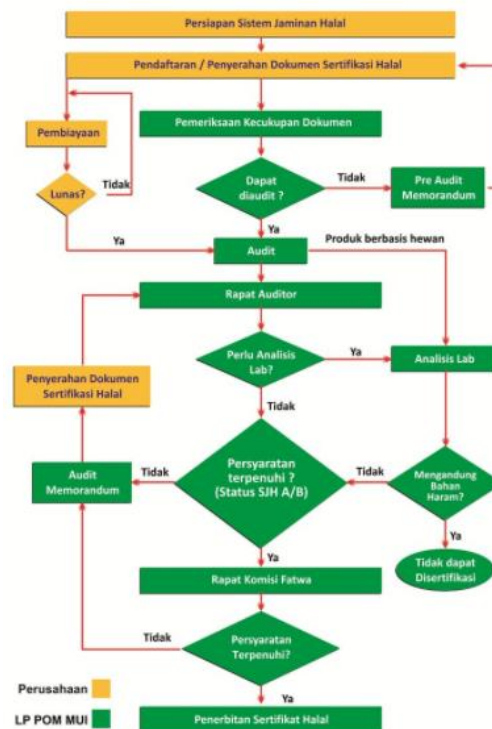 Persiapan Sistem Jaminan Halal
Pendaftaran / Penyerahan Dokumen Sertifikasi Halal
Pembiayaan
Pemeriksaan Kecukupan Dokumen
Lunas?
Tidak
Dapat
diaudit ?
Tidak
Pre Audit
Memorandum
Ya
Ya
Audit
Produk berbasis hewan
Rapat Auditor
Perlu Analisis
Lab?
Ya
Analisis Lab
Penyerahan Dokumen
Sertifikasi Halal
Tidak
Audit
Memorandum
Tidak
Persyaratan
terpenuhi ?
(Status SJH A/B)
Tidak
Mengandung
Bahan
Haram?
Ya
Ya
Tidak dapat
Disertifikasi
Rapat Komisi Fatwa
Tidak
Persyaratan
Terpenuhi?
Ya
Perusahaan
LP POM MUI
Penerbitan Sertifikat Halal